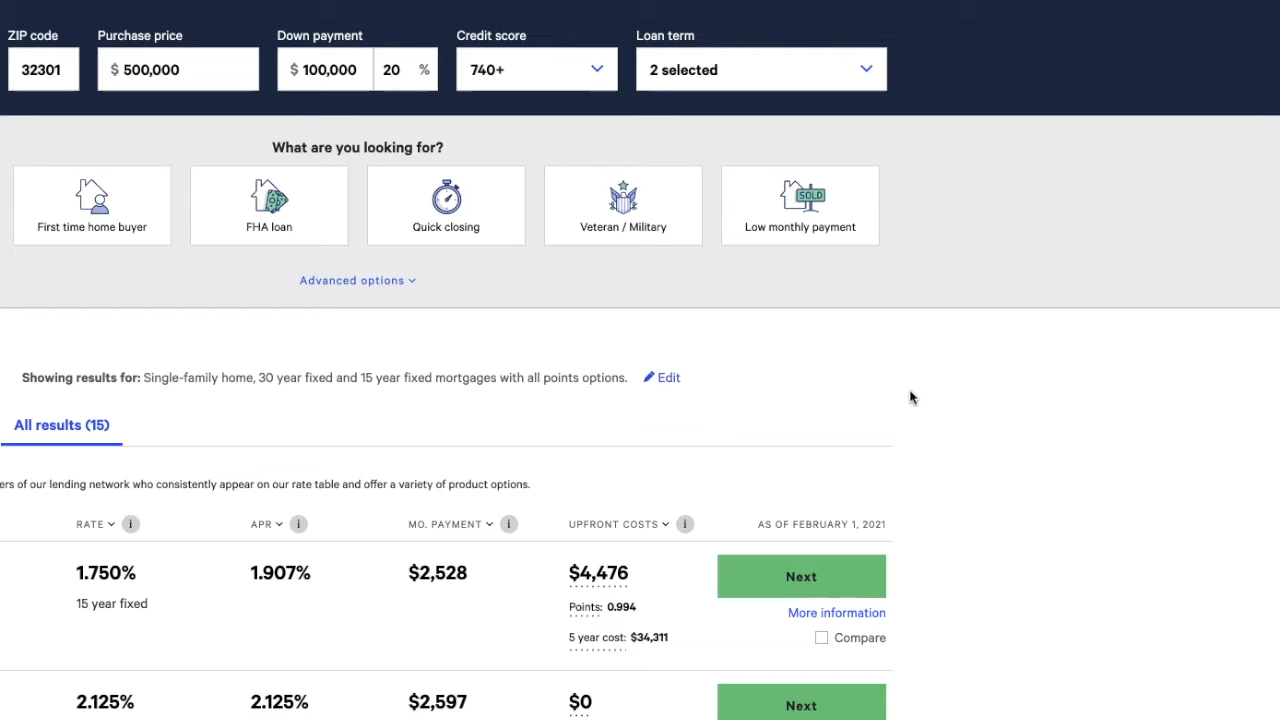 ZIP code Purchase price Down payment Credit score Loan term
32301 $ 500,000 $ 100,000 20 % 740+ 2 selected
What are you looking for?
SOLD
First time home buyer FHA loan Quick closing Veteran / Military Low monthly payment
Advanced options
Showing results for: Single-family home, 30 year fixed and 15 year fixed mortgages with all points options. Edit
All results (15)
of our lending network who consistently appear on our rate table and offer a variety of product options.
RATE i APR i MO. PAYMENT i UPFRONT COSTS i AS OF FEBRUARY 1, 2021
1.750% 1.907% $2,528 $4,476 Next
15 year fixed Points: 0.994 More information
5 year cost: $34,311 Compare
2.125% 2.125% $2,597 $0 Next